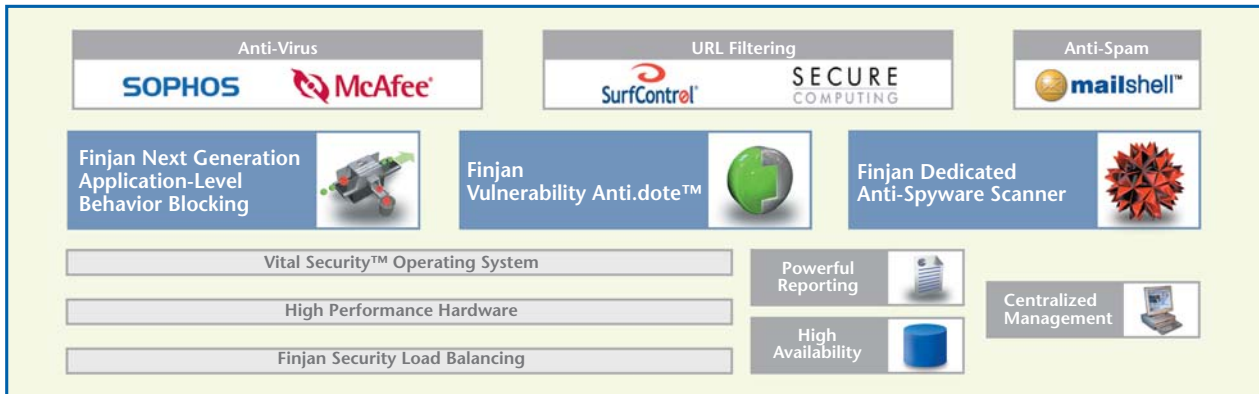 Anti-Virus
SOPHOS
McAfee®
URL Filtering
SurfControl®
SECURE
COMPUTING
Anti-Spam
mailshell™
Finjan Next Generation
Application-Level
Behavior Blocking
Finjan
Vulnerability Anti.dote™
Finjan Dedicated
Anti-Spyware Scanner
Vital Security™ Operating System
High Performance Hardware
Finjan Security Load Balancing
Powerful
Reporting
High
Availability
Centralized
Management